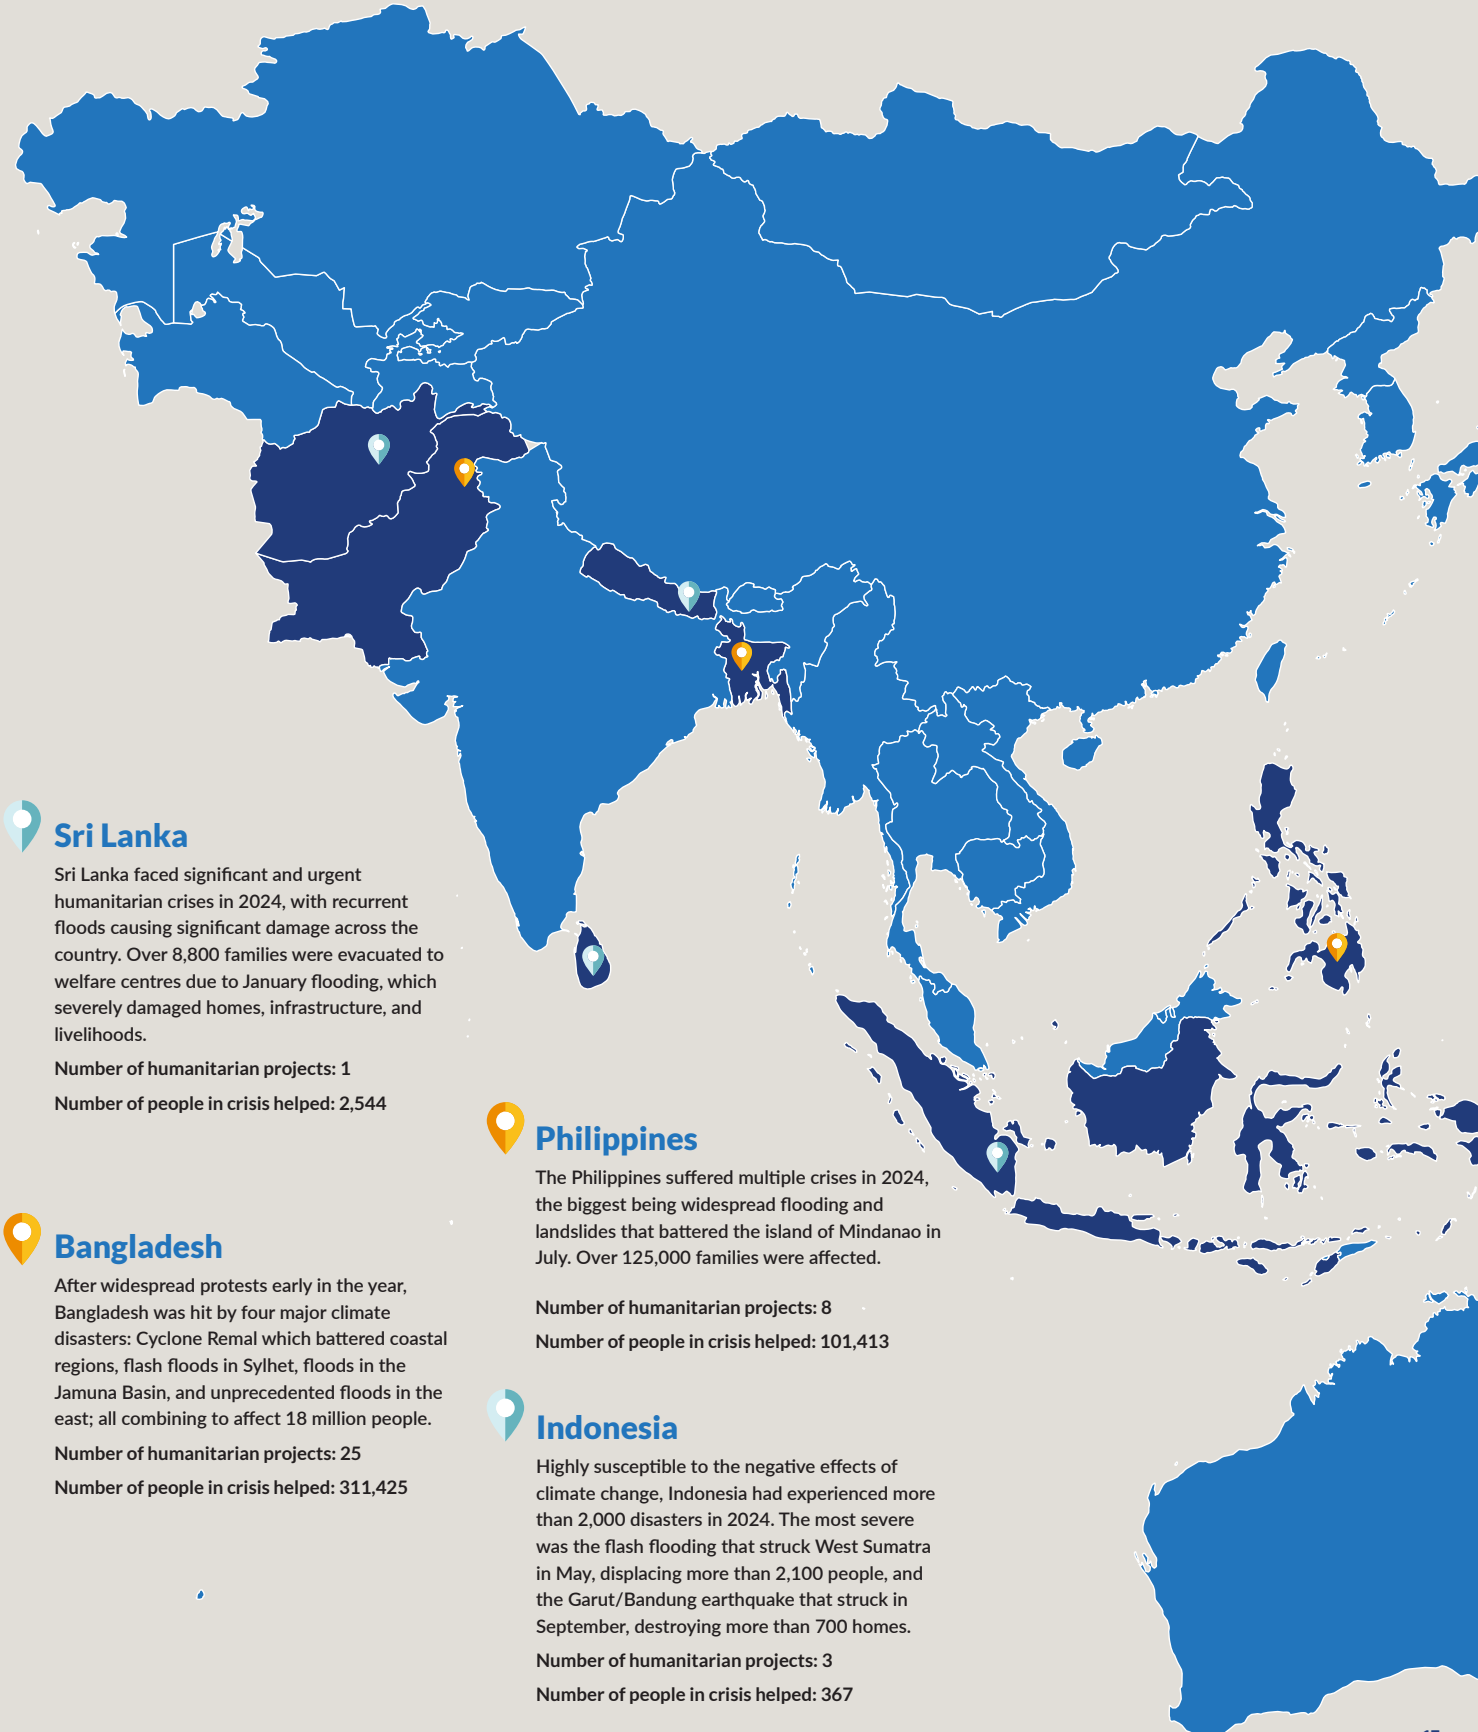 Sri Lanka
Sri Lanka faced significant and urgent
humanitarian crises in 2024, with recurrent
floods causing significant damage across the
country. Over 8,800 families were evacuated to
welfare centres due to January flooding, which
severely damaged homes, infrastructure, and
livelihoods.
Number of humanitarian projects: 1
Number of people in crisis helped: 2,544
Bangladesh
After widespread protests early in the year,
Bangladesh was hit by four major climate
disasters: Cyclone Remal which battered coastal
regions, flash floods in Sylhet, floods in the
Jamuna Basin, and unprecedented floods in the
east; all combining to affect 18 million people.
Number of humanitarian projects: 25
Number of people in crisis helped: 311,425
Philippines
The Philippines suffered multiple crises in 2024,
the biggest being widespread flooding and
landslides that battered the island of Mindanao in
July. Over 125,000 families were affected.
Number of humanitarian projects: 8
Number of people in crisis helped: 101,413
Indonesia
Highly susceptible to the negative effects of
climate change, Indonesia had experienced more
than 2,000 disasters in 2024. The most severe
was the flash flooding that struck West Sumatra
in May, displacing more than 2,100 people, and
the Garut/Bandung earthquake that struck in
September, destroying more than 700 homes.
Number of humanitarian projects: 3
Number of people in crisis helped: 367